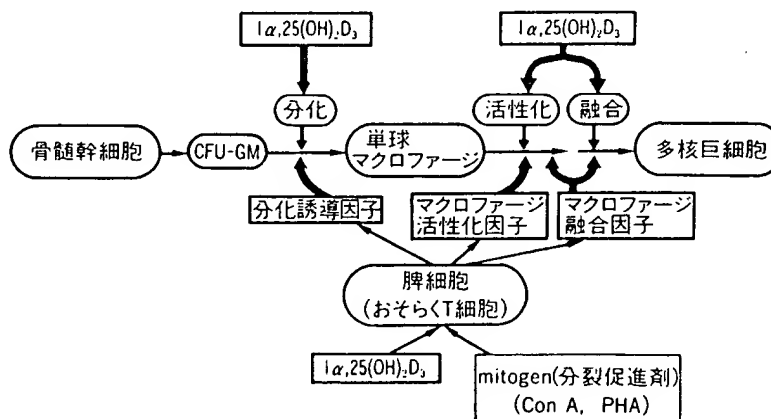 1α,25(OH)₂D₃
1α,25(OH)₂D₃
分化
活性化
融合
骨髄幹細胞
CFU-GM
単球
マクロファージ
多核巨細胞
分化誘導因子
マクロファージ
活性化因子
マクロファージ
融合因子
脾細胞
(おそらくT細胞)
1α,25(OH)₂D₃
mitogen(分裂促進剤)
(Con A, PHA)